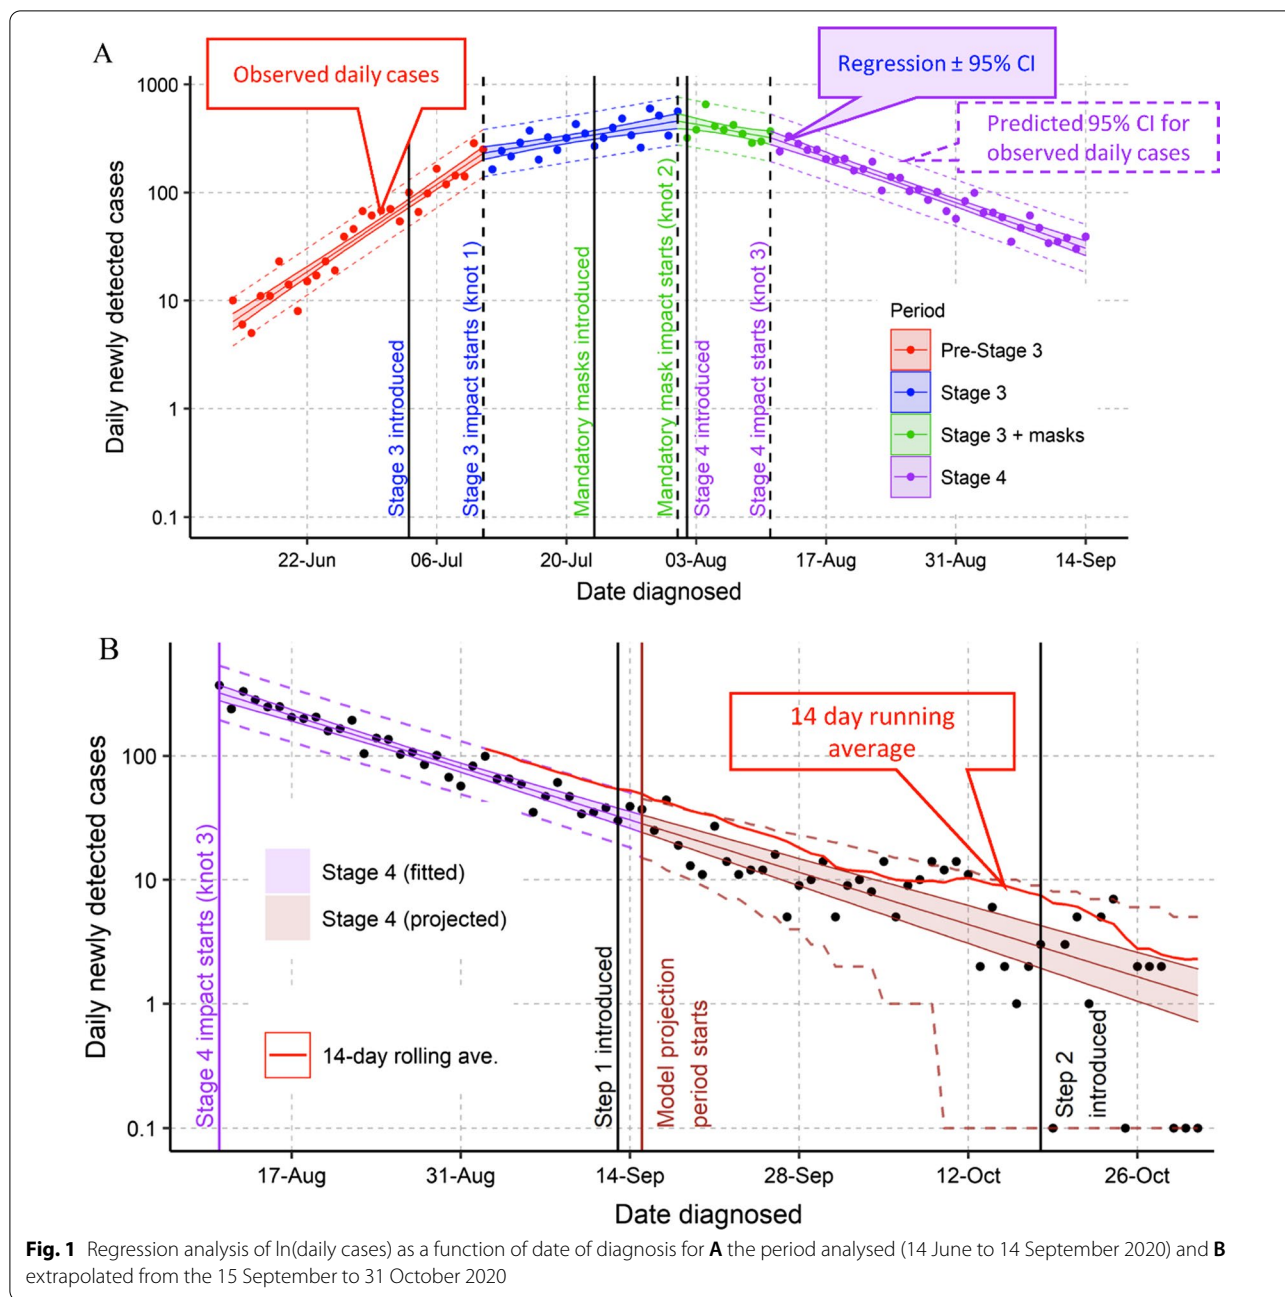 A
Observed daily cases
Regression ± 95% CI
Predicted 95% CI for
observed daily cases
Daily newly detected cases
1000
100
10
1
0.1
Stage 3 introduced
Stage 3 impact starts (knot 1)
Mandatory masks introduced
Mandatory mask impact starts (knot 2)
Stage 4 introduced
Stage 4 impact starts (knot 3)
Period
Pre-Stage 3
Stage 3
Stage 3 + masks
Stage 4
22-Jun
06-Jul
20-Jul
03-Aug
17-Aug
31-Aug
14-Sep
Date diagnosed
B
14 day running
average
Daily newly detected cases
100
10
1
0.1
Stage 4 impact starts (knot 3)
Stage 4 (fitted)
Stage 4 (projected)
14-day rolling ave.
Step 1 introduced
Model projection
period starts
Step 2
introduced
17-Aug
31-Aug
14-Sep
28-Sep
12-Oct
26-Oct
Date diagnosed
Fig. 1 Regression analysis of ln(daily cases) as a function of date of diagnosis for A the period analysed (14 June to 14 September 2020) and B
extrapolated from the 15 September to 31 October 2020